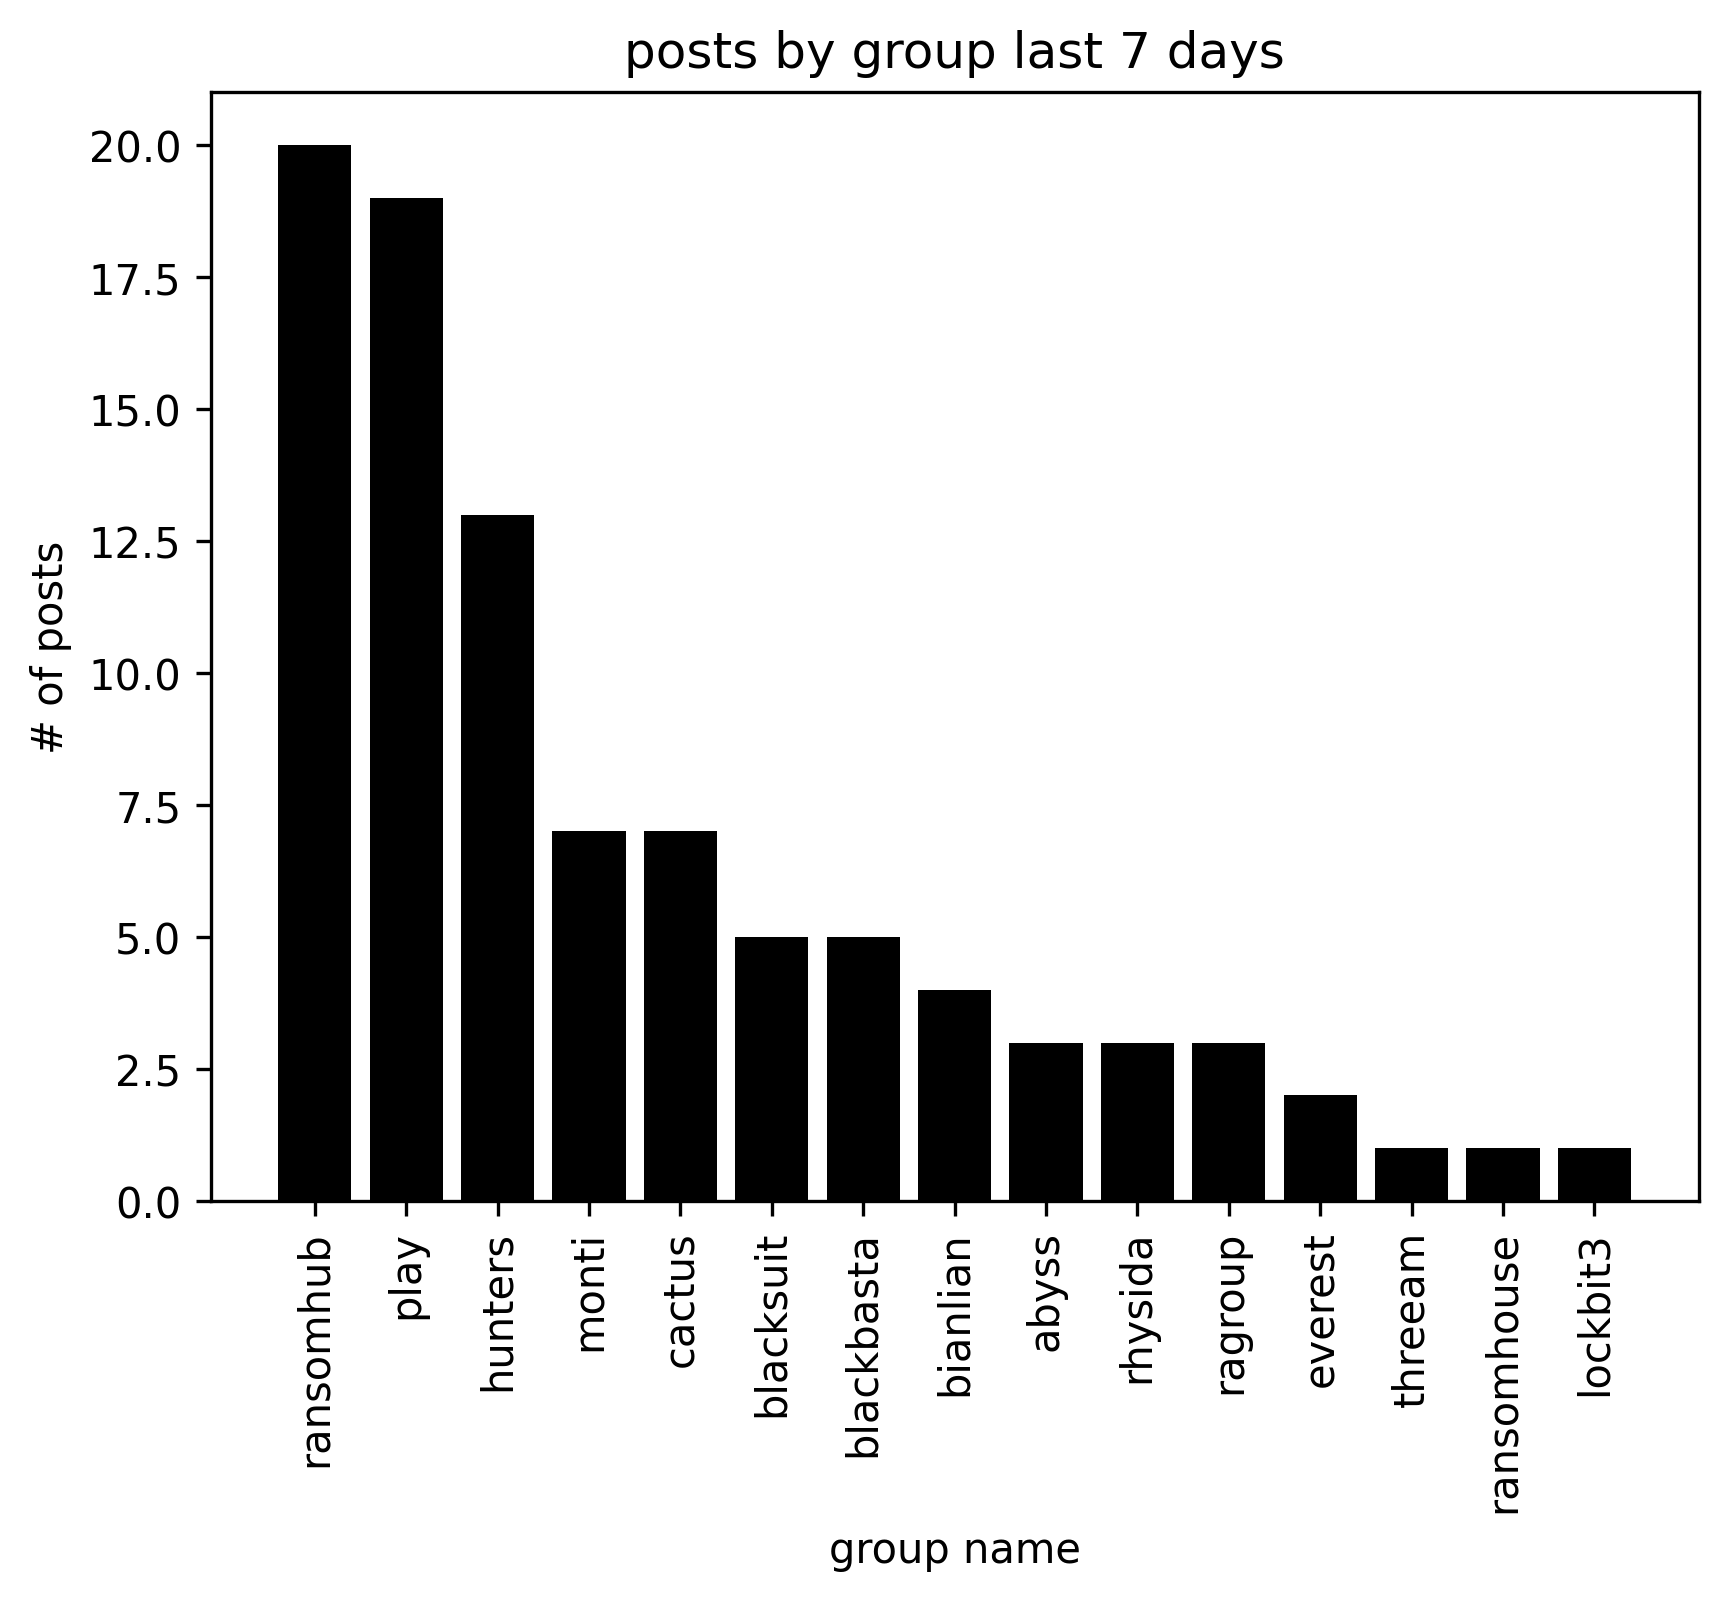 posts by group last 7 days
20.0
17.5
15.0
12.5
10.0
7.5
5.0
2.5
0.0
# of posts
ransomhub
play
hunters
monti
cactus
blacksuit
blackbasta
bianlian
abyss
rhysida
ragroup
everest
threeam
ransomhouse
lockbit3
group name